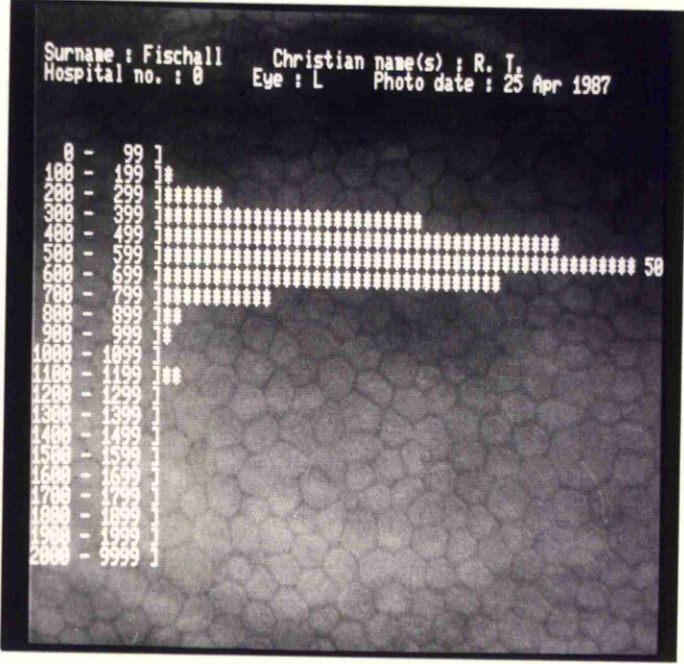 Surname : Fischall Christian name(s) : R. T.
Hospital no. : 0 Eye : L Photo date : 25 Apr 1987
0 - 99 ]
100 - 199 ]
200 - 299 ]
300 - 399 ]
400 - 499 ]
500 - 599 ] 50
600 - 699 ]
700 - 799 ]
800 - 899 ]
900 - 999 ]
1000 - 1099 ]
1100 - 1199 ]
1200 - 1299 ]
1300 - 1399 ]
1400 - 1499 ]
1500 - 1599 ]
1600 - 1699 ]
1700 - 1799 ]
1800 - 1899 ]
1900 - 1999 ]
2000 - 9999 ]